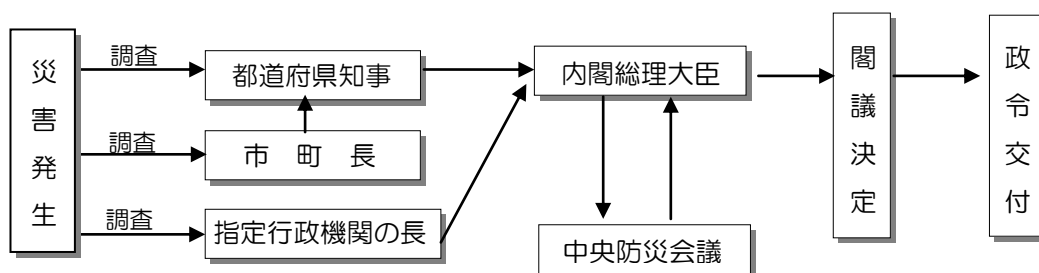 災害発生
調査
都道府県知事
調査
市町長
調査
指定行政機関の長
内閣総理大臣
中央防災会議
閣議決定
政令交付